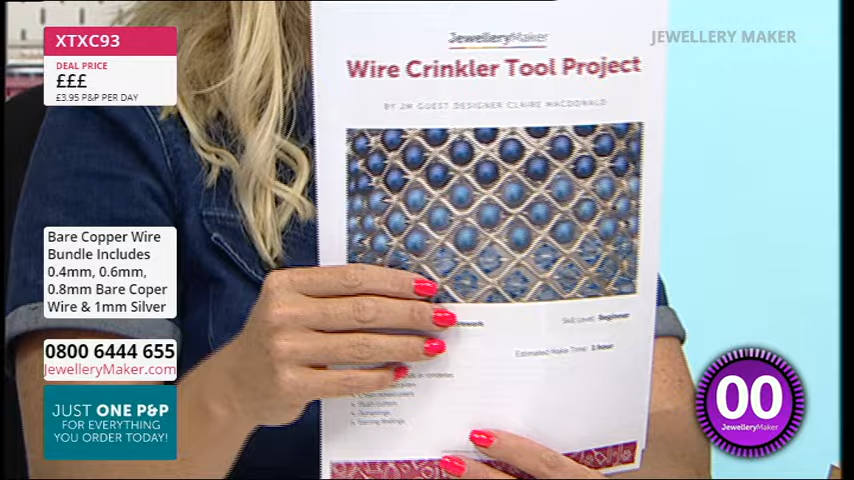 XTXC93
DEAL PRICE
£££
£3.95 P&P PER DAY
Bare Copper Wire
Bundle Includes
0.4mm, 0.6mm,
0.8mm Bare Coper
Wire & 1mm Silver
0800 6444 655
JewelleryMaker.com
JUST ONE P&P
FOR EVERYTHING
YOU ORDER TODAY!
JewelleryMaker
Wire Crinkler Tool Project
BY JM GUEST DESIGNER CLAIRE MACDONALD
Skill Level: Beginner
Estimated Make Time: 1 hour
JEWELLERY MAKER
00
JewelleryMaker